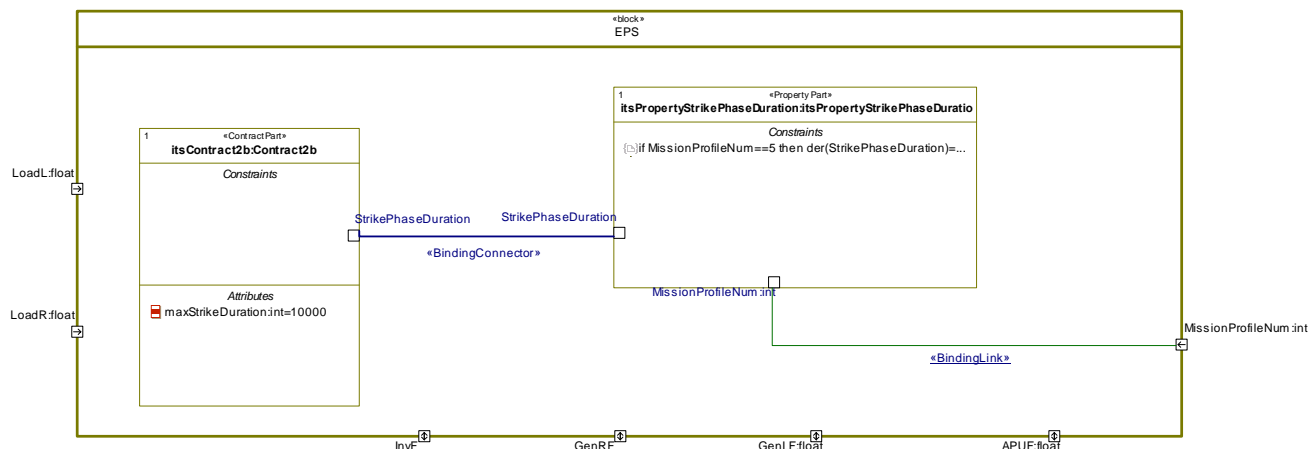 «block»
EPS
1
«Property Part»
itsPropertyStrikePhaseDuration:itsPropertyStrikePhaseDuratio
Constraints
if MissionProfileNum==5 then der(StrikePhaseDuration)=...
1
«ContractPart»
itsContract2b:Contract2b
Constraints
LoadL:float
StrikePhaseDuration
StrikePhaseDuration
«BindingConnector»
Attributes
maxStrikeDuration:int=10000
MissionProfileNum:int
LoadR:float
MissionProfileNum:int
«BindingLink»
InvF
GenRF
GenLF:float
APUF:float